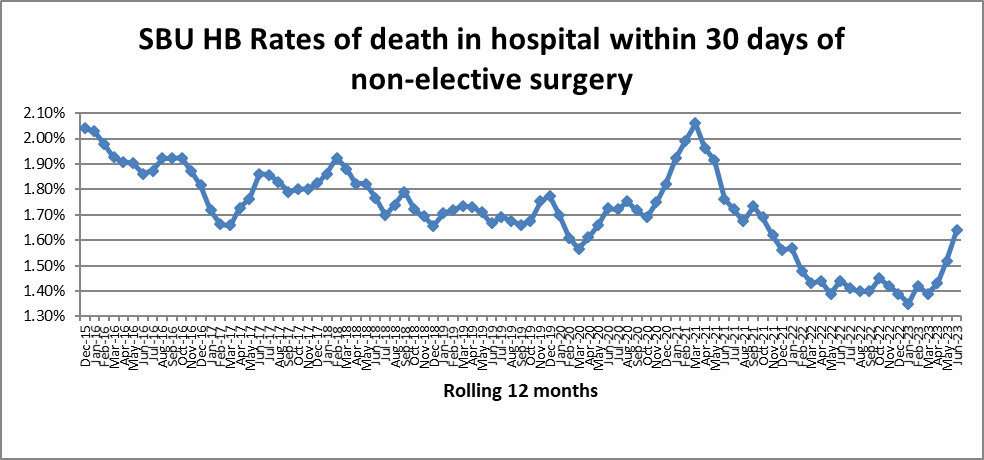 SBU HB Rates of death in hospital within 30 days of
non-elective surgery
2.10%
2.00%
1.90%
1.80%
1.70%
1.60%
1.50%
1.40%
1.30%
Dec-15
Jan-16
Feb-16
Mar-16
Apr-16
May-16
Jun-16
Jul-16
Aug-16
Sep-16
Oct-16
Nov-16
Dec-16
Jan-17
Feb-17
Mar-17
Apr-17
May-17
Jun-17
Jul-17
Aug-17
Sep-17
Oct-17
Nov-17
Dec-17
Jan-18
Feb-18
Mar-18
Apr-18
May-18
Jun-18
Jul-18
Aug-18
Sep-18
Oct-18
Nov-18
Dec-18
Jan-19
Feb-19
Mar-19
Apr-19
May-19
Jun-19
Jul-19
Aug-19
Sep-19
Oct-19
Nov-19
Dec-19
Jan-20
Feb-20
Mar-20
Apr-20
May-20
Jun-20
Jul-20
Aug-20
Sep-20
Oct-20
Nov-20
Dec-20
Jan-21
Feb-21
Mar-21
Apr-21
May-21
Jun-21
Jul-21
Aug-21
Sep-21
Oct-21
Nov-21
Dec-21
Jan-22
Feb-22
Mar-22
Apr-22
May-22
Jun-22
Jul-22
Aug-22
Sep-22
Oct-22
Nov-22
Dec-22
Jan-23
Feb-23
Mar-23
Apr-23
May-23
Jun-23
Rolling 12 months